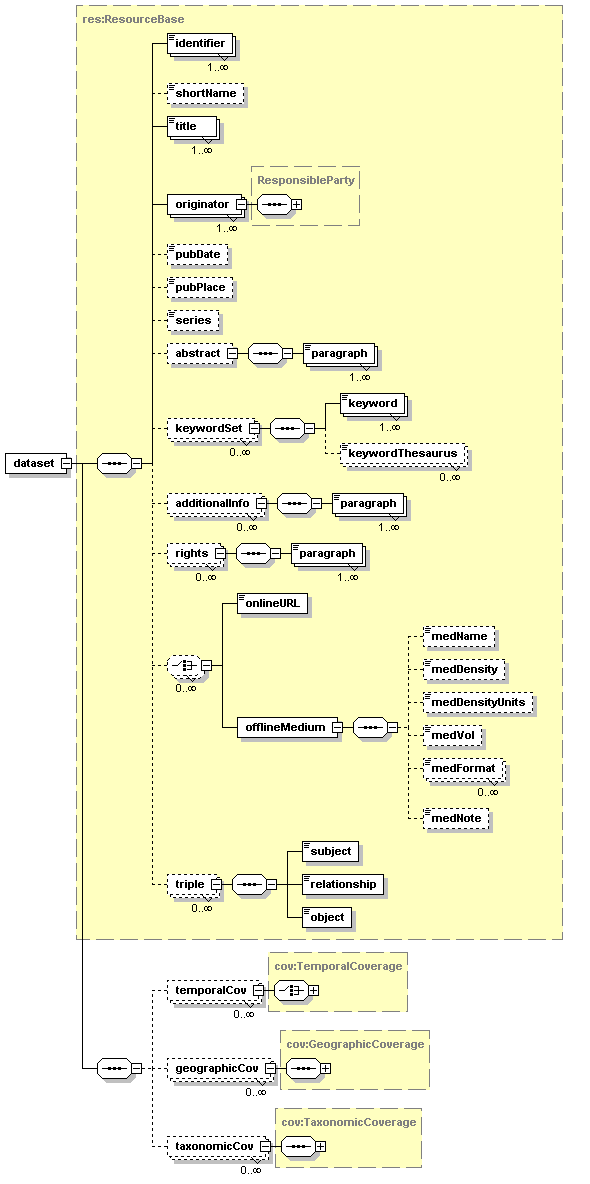 res:ResourceBase
identifier
1..∞
shortName
title
1..∞
ResponsibleParty
originator
1..∞
pubDate
pubPlace
series
abstract
paragraph
1..∞
keyword
1..∞
keywordSet
0..∞
keywordThesaurus
0..∞
dataset
additionalInfo
0..∞
paragraph
1..∞
rights
0..∞
paragraph
1..∞
onlineURL
0..∞
medName
medDensity
medDensityUnits
offlineMedium
medVol
medFormat
0..∞
medNote
subject
triple
0..∞
relationship
object
cov:TemporalCoverage
temporalCov
0..∞
cov:GeographicCoverage
geographicCov
0..∞
cov:TaxonomicCoverage
taxonomicCov
0..∞